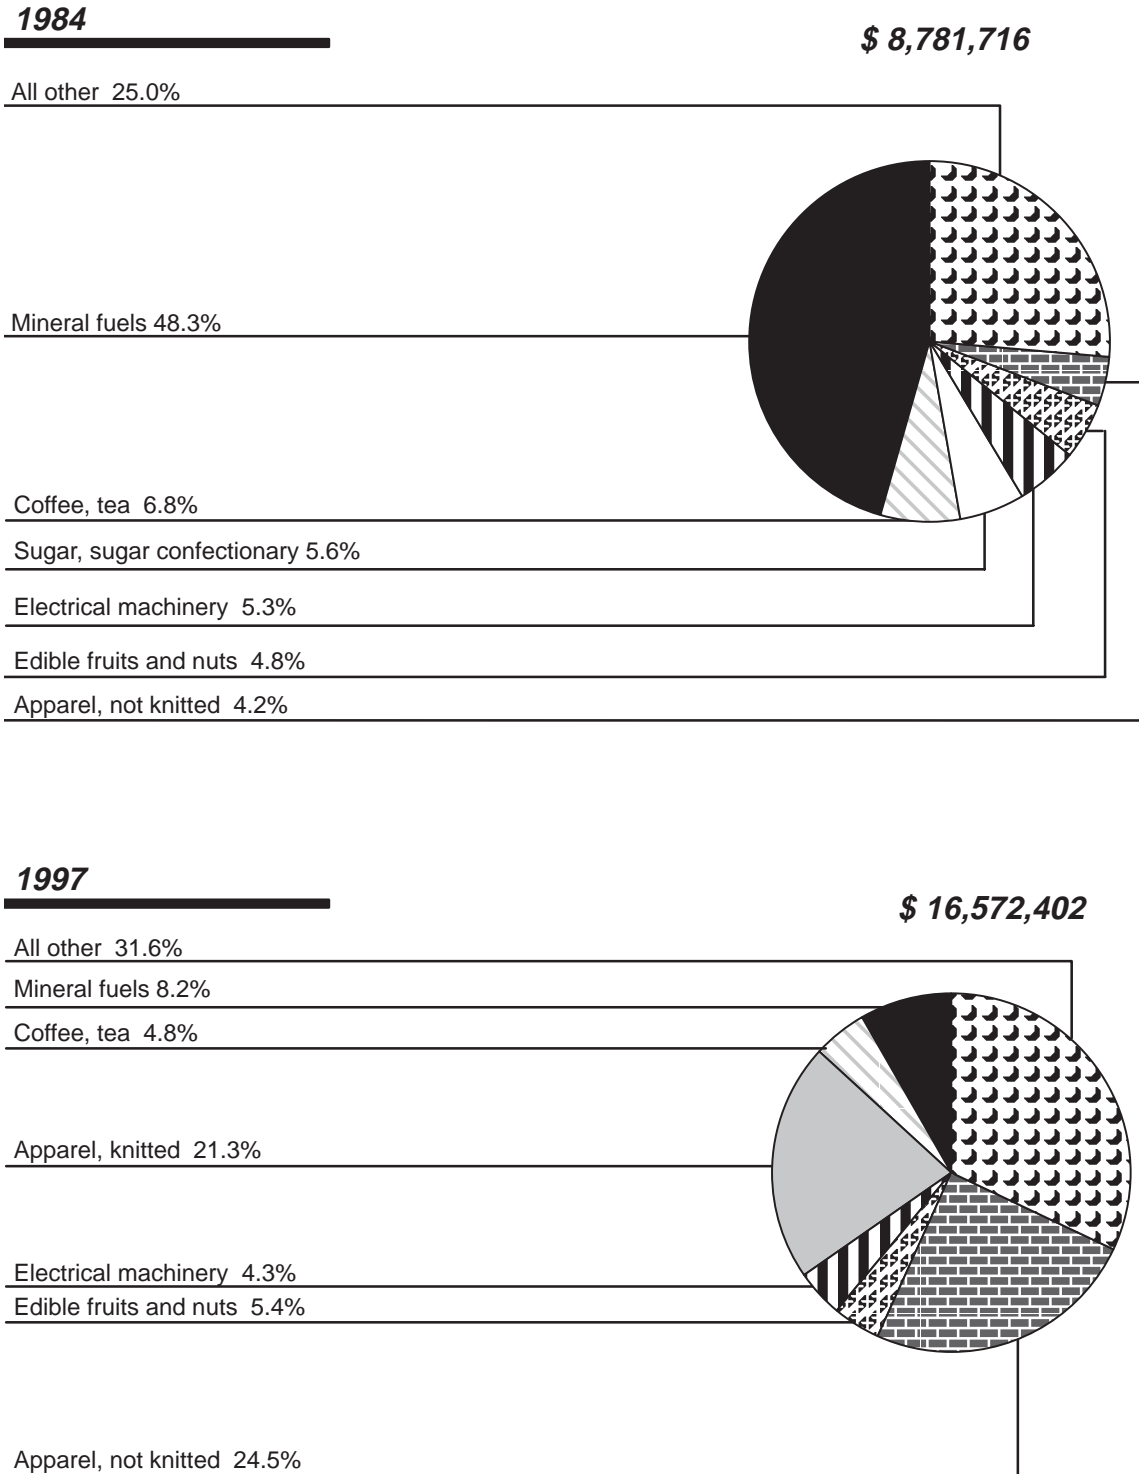 1984
$ 8,781,716
All other 25.0%
Mineral fuels 48.3%
Coffee, tea 6.8%
Sugar, sugar confectionary 5.6%
Electrical machinery 5.3%
Edible fruits and nuts 4.8%
Apparel, not knitted 4.2%
1997
$ 16,572,402
All other 31.6%
Mineral fuels 8.2%
Coffee, tea 4.8%
Apparel, knitted 21.3%
Electrical machinery 4.3%
Edible fruits and nuts 5.4%
Apparel, not knitted 24.5%